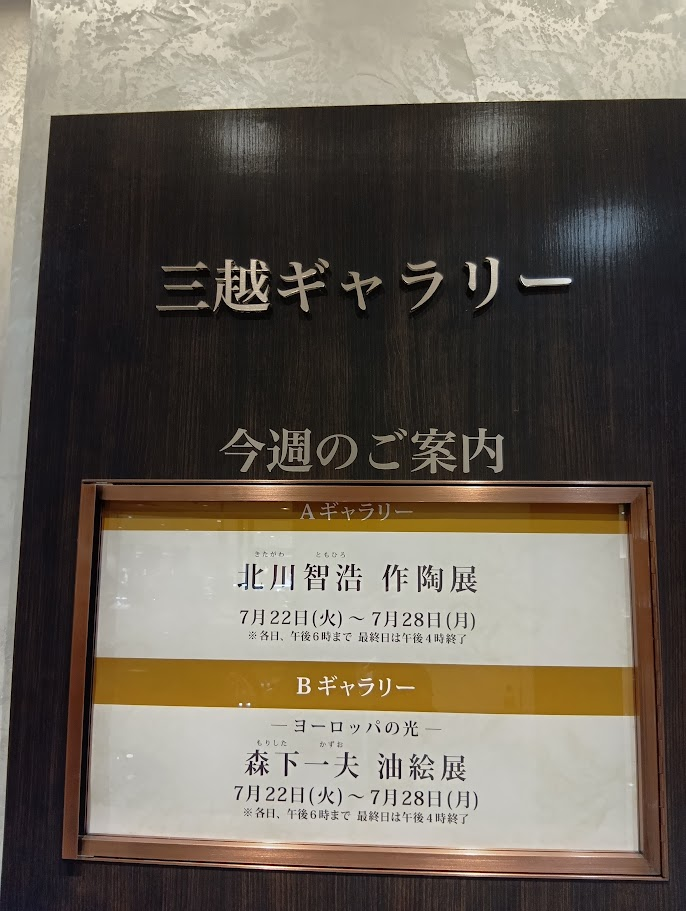 三越ギャラリー
今週のご案内
Aギャラリー
きたがわ ともひろ
北川智浩 作陶展
7月22日(火)～7月28日(月)
※各日、午後6時まで 最終日は午後4時終了
Bギャラリー
―ヨーロッパの光―
もりした かずお
森下一夫 油絵展
7月22日(火)～7月28日(月)
※各日、午後6時まで 最終日は午後4時終了